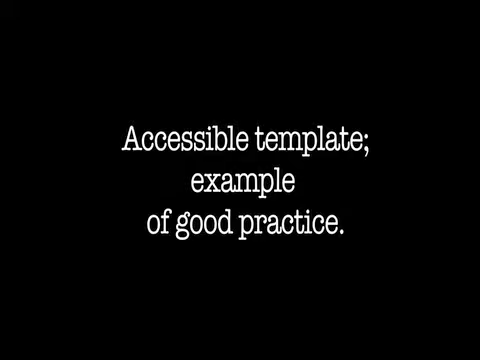 Accessible template;
example
of good practice.